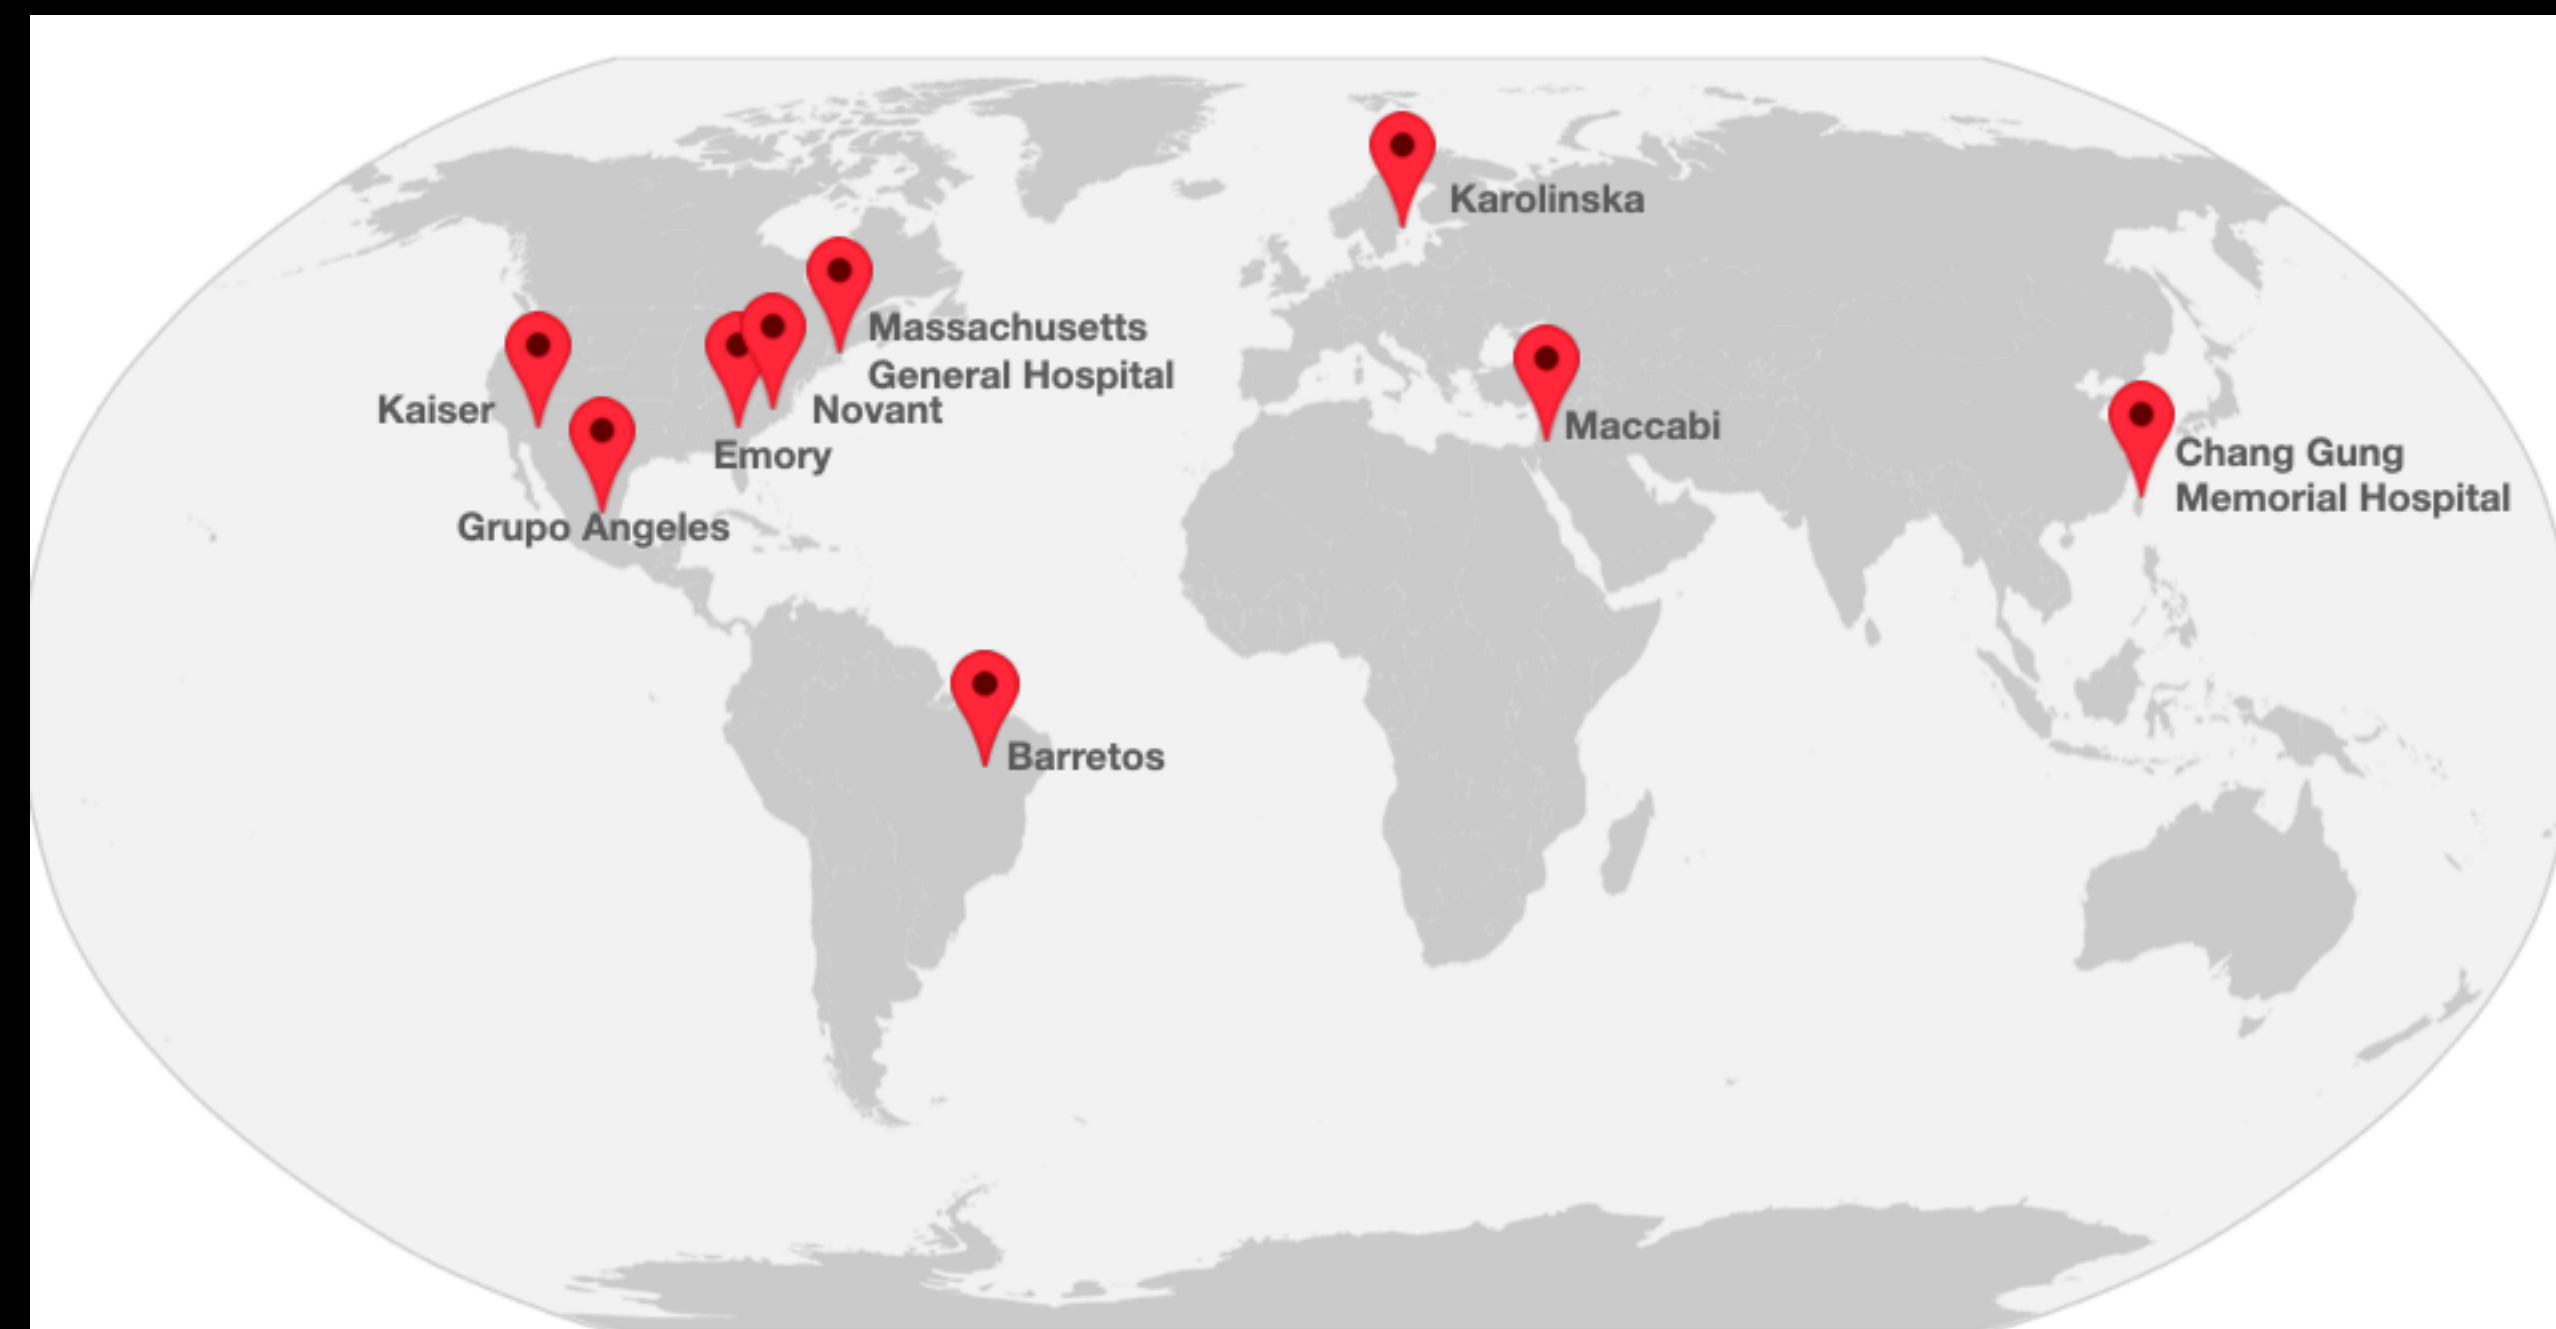 Karolinska
Massachusetts
General Hospital
Kaiser
Novant
Maccabi
Emory
Chang Gung
Memorial Hospital
Grupo Angeles
Barretos